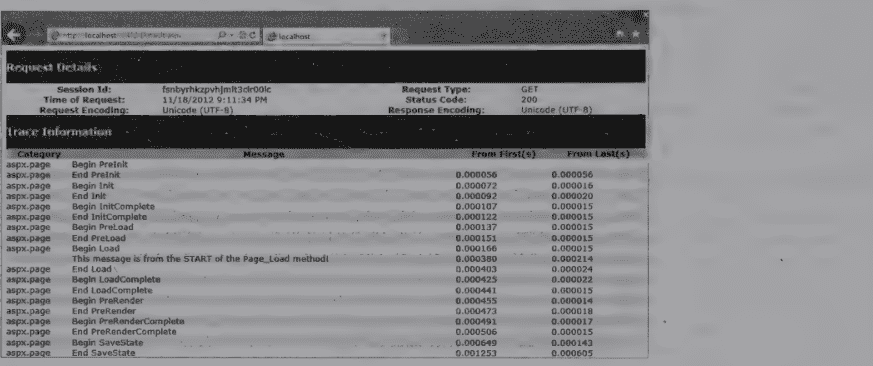 localhost
localhost
Request Details
Session Id: Request Type: GET
Time of Request: 11/18/2012 9:11:34 PM Status Code: 200
Request Encoding: Unicode (UTF-8) Response Encoding: Unicode (UTF-8)
Trace Information
Category Message From First(s) From Last(s)
aspx.page Begin PreInit
aspx.page End PreInit 0.000056 0.000056
aspx.page Begin Init 0.000072 0.000016
aspx.page End Init 0.000092 0.000020
aspx.page Begin InitComplete 0.000107 0.000015
aspx.page End InitComplete 0.000122 0.000015
aspx.page Begin PreLoad 0.000137 0.000015
aspx.page End PreLoad 0.000151 0.000015
aspx.page Begin Load 0.000166 0.000015
This message is from the START of the Page_Load method! 0.000380 0.000214
aspx.page End Load 0.000403 0.000024
aspx.page Begin LoadComplete 0.000425 0.000022
aspx.page End LoadComplete 0.000441 0.000015
aspx.page Begin PreRender 0.000455 0.000014
aspx.page End PreRender 0.000473 0.000018
aspx.page Begin PreRenderComplete 0.000491 0.000017
aspx.page End PreRenderComplete 0.000506 0.000015
aspx.page Begin SaveState 0.000649 0.000143
aspx.page End SaveState 0.001253 0.000605